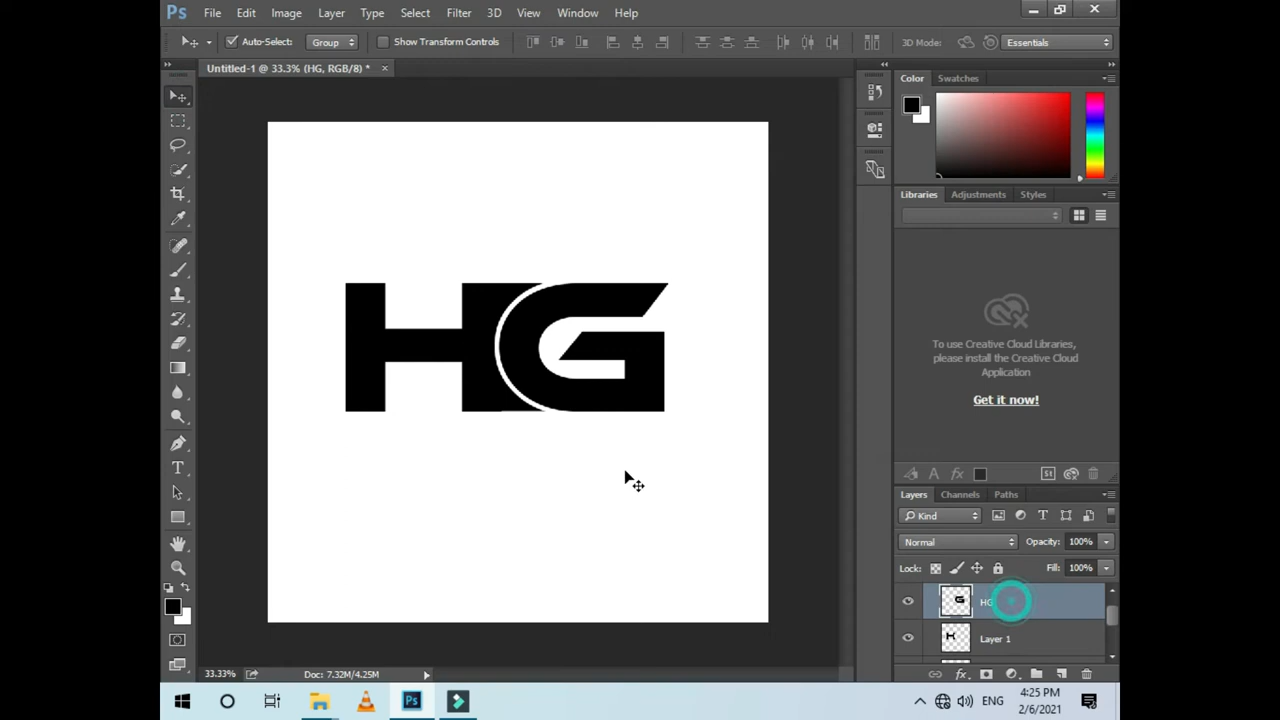 Ps File Edit Image Layer Type Select Filter 3D View Window Help
Auto-Select: Group Show Transform Controls 3D Mode: Essentials
Untitled-1 @ 33.3% (HG, RGB/8) *
Color Swatches
Libraries Adjustments Styles
HG
To use Creative Cloud Libraries,
please install the Creative Cloud
Application
Get it now!
St
Layers Channels Paths
Kind
Normal Opacity: 100%
Lock: Fill: 100%
HG
Layer 1
33.33% Doc: 7.32M/4.25M
Ps ENG 4:25 PM
2/6/2021